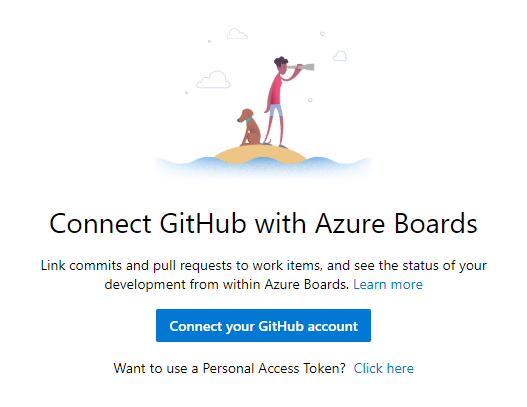 Connect GitHub with Azure Boards
Link commits and pull requests to work items, and see the status of your
development from within Azure Boards. Learn more
Connect your GitHub account
Want to use a Personal Access Token? Click here